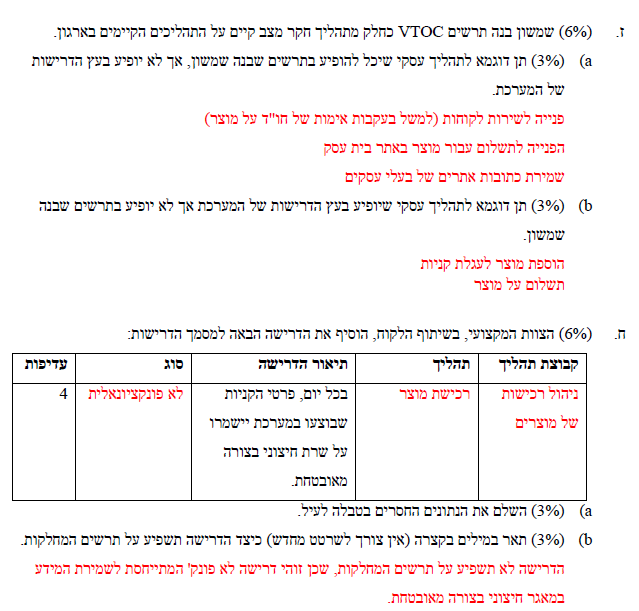 ז. (6%) שמשון בנה תרשים VTOC כחלק מתהליך חקר מצב קיים על התהליכים הקיימים בארגון.
a) (3%) תן דוגמא לתהליך עסקי שיכל להופיע בתרשים שבנה שמשון, אך לא יופיע בעץ הדרישות
של המערכת.
פנייה לשירות לקוחות (למשל בעקבות אימות של חו"ד על מוצר)
הפנייה לתשלום עבור מוצר באתר בית עסק
שמירת כתובות אתרים של בעלי עסקים
b) (3%) תן דוגמא לתהליך עסקי שיופיע בעץ הדרישות של המערכת אך לא יופיע בתרשים שבנה
שמשון.
הוספת מוצר לעגלת קניות
תשלום על מוצר
ח. (6%) הצוות המקצועי, בשיתוף הלקוח, הוסיף את הדרישה הבאה למסמך הדרישות:
קבוצת תהליך תהליך תיאור הדרישה סוג עדיפות
ניהול רכישות רכישת מוצר בכל יום, פרטי הקניות לא פונקציונאלית 4
של מוצרים שבוצעו במערכת יישמרו
על שרת חיצוני בצורה
מאובטחת.
a) (3%) השלם את הנתונים החסרים בטבלה לעיל.
b) (3%) תאר במילים בקצרה (אין צורך לשרטט מחדש) כיצד הדרישה תשפיע על תרשים המחלקות.
הדרישה לא תשפיע על תרשים המחלקות, שכן זוהי דרישה לא פונק' המתייחסת לשמירת המידע
במאגר חיצוני בצורה מאובטחת.